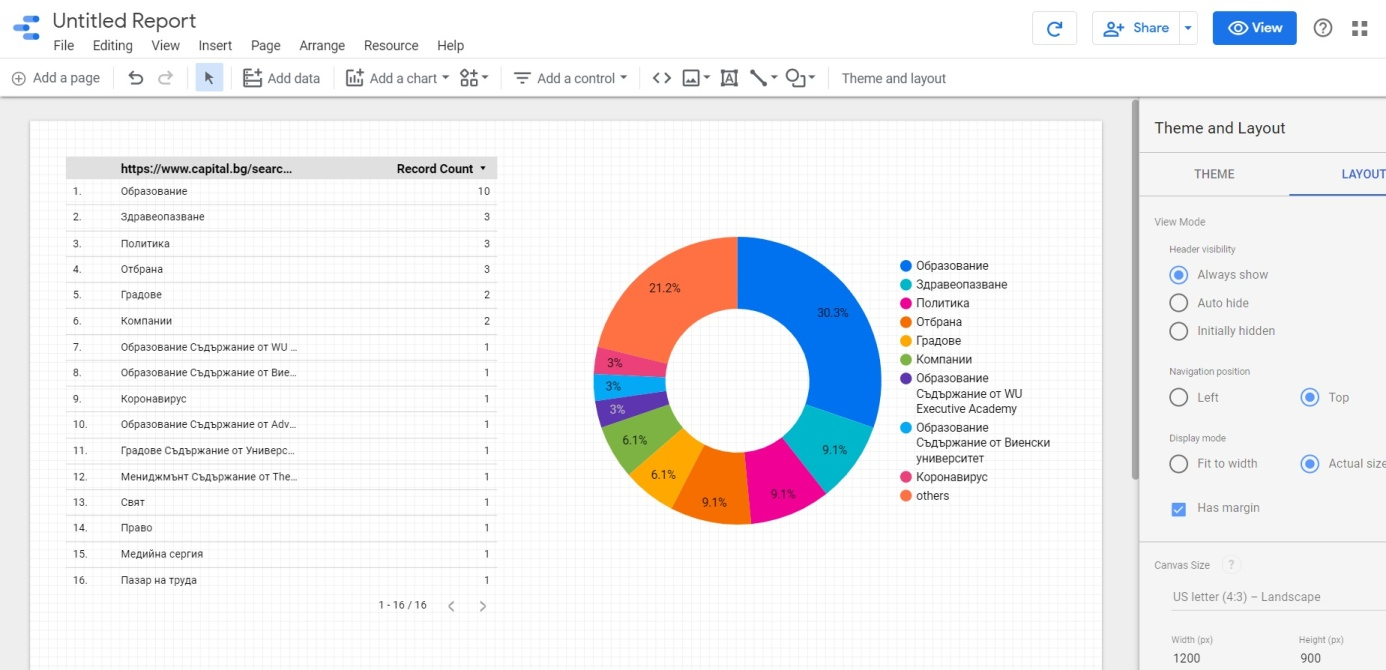 Untitled Report
File Editing View Insert Page Arrange Resource Help
Share View
Add a page Add data Add a chart Add a control Theme and layout
https://www.capital.bg/searc... Record Count
1. Образование 10
2. Здравеопазване 3
3. Политика 3
4. Отбрана 3
5. Градове 2
6. Компании 2
7. Образование Съдържание от WU ... 1
8. Образование Съдържание от Вие... 1
9. Коронавирус 1
10. Образование Съдържание от Adv... 1
11. Градове Съдържание от Универс... 1
12. Мениджмънт Съдържание от The... 1
13. Свят 1
14. Право 1
15. Медийна сергия 1
16. Пазар на труда 1
1 - 16 / 16
30.3%
9.1%
9.1%
9.1%
6.1%
6.1%
3%
3%
3%
21.2%
Образование
Здравеопазване
Политика
Отбрана
Градове
Компании
Образование
Съдържание от WU
Executive Academy
Образование
Съдържание от Виенски
университет
Коронавирус
others
Theme and Layout
THEME LAYOUT
View Mode
Header visibility
Always show
Auto hide
Initially hidden
Navigation position
Left Top
Display mode
Fit to width Actual size
Has margin
Canvas Size ?
US letter (4:3) – Landscape
Width (px) Height (px)
1200 900